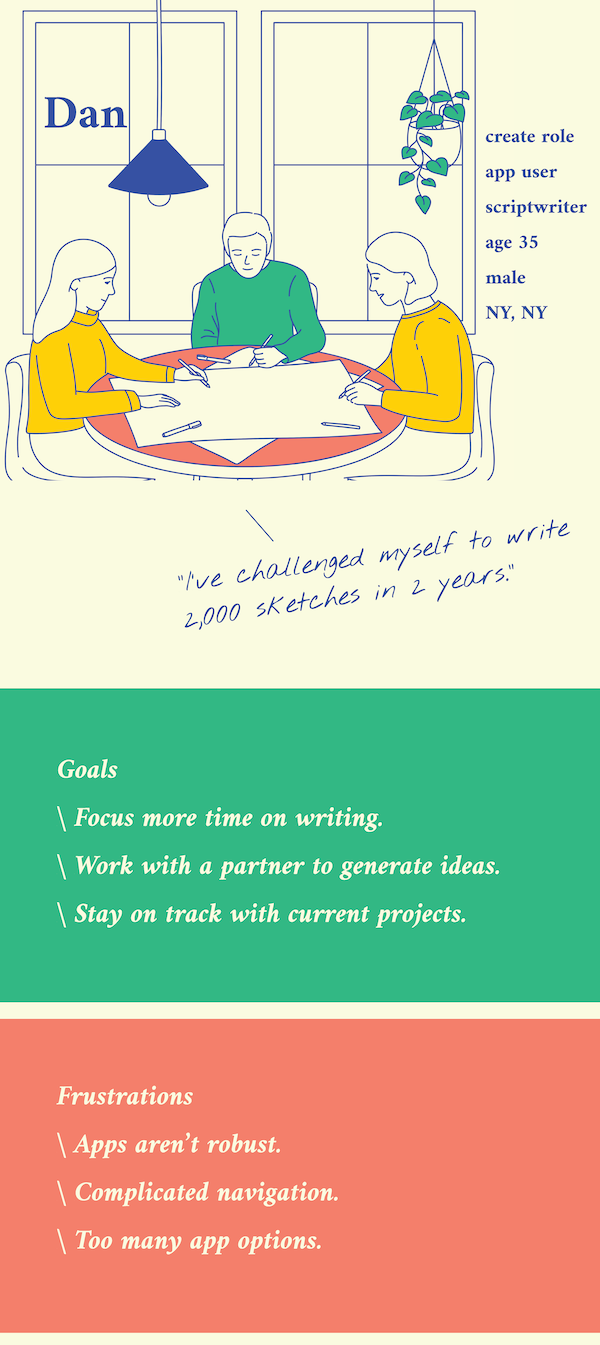 Dan
create role
app user
scriptwriter
age 35
male
NY, NY
"I've challenged myself to write
2,000 sketches in 2 years."
Goals
\ Focus more time on writing.
\ Work with a partner to generate ideas.
\ Stay on track with current projects.
Frustrations
\ Apps aren't robust.
\ Complicated navigation.
\ Too many app options.